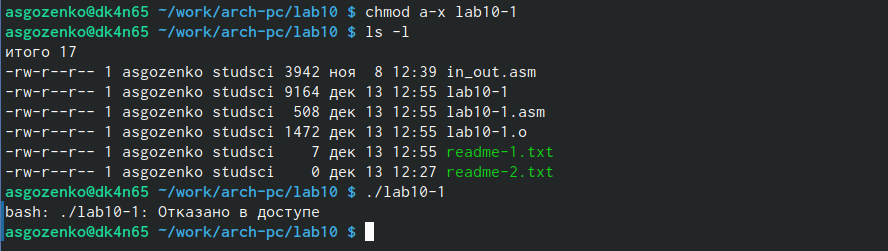 asgozenko@dk4n65 ~/work/arch-pc/lab10 $ chmod a-x lab10-1
asgozenko@dk4n65 ~/work/arch-pc/lab10 $ ls -l
итого 17
-rw-r--r-- 1 asgozenko studsci 3942 ноя  8 12:39 in_out.asm
-rw-r--r-- 1 asgozenko studsci 9164 дек 13 12:55 lab10-1
-rw-r--r-- 1 asgozenko studsci  508 дек 13 12:55 lab10-1.asm
-rw-r--r-- 1 asgozenko studsci 1472 дек 13 12:55 lab10-1.o
-rw-r--r-- 1 asgozenko studsci    7 дек 13 12:55 readme-1.txt
-rw-r--r-- 1 asgozenko studsci    0 дек 13 12:27 readme-2.txt
asgozenko@dk4n65 ~/work/arch-pc/lab10 $ ./lab10-1
bash: ./lab10-1: Отказано в доступе
asgozenko@dk4n65 ~/work/arch-pc/lab10 $